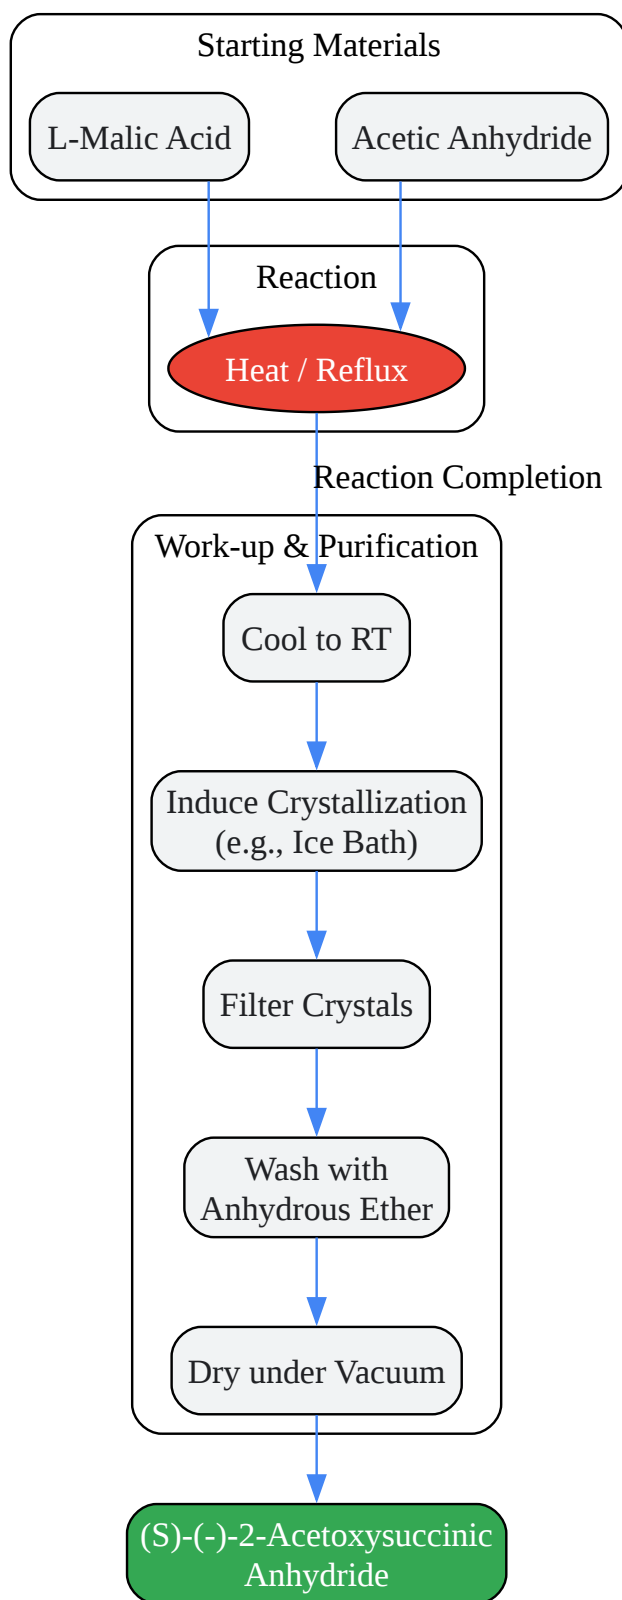 Starting Materials
L-Malic Acid
Acetic Anhydride
Reaction
Heat / Reflux
Reaction Completion
Work-up & Purification
Cool to RT
Induce Crystallization
(e.g., Ice Bath)
Filter Crystals
Wash with
Anhydrous Ether
Dry under Vacuum
(S)-(-)-2-Acetoxysuccinic
Anhydride